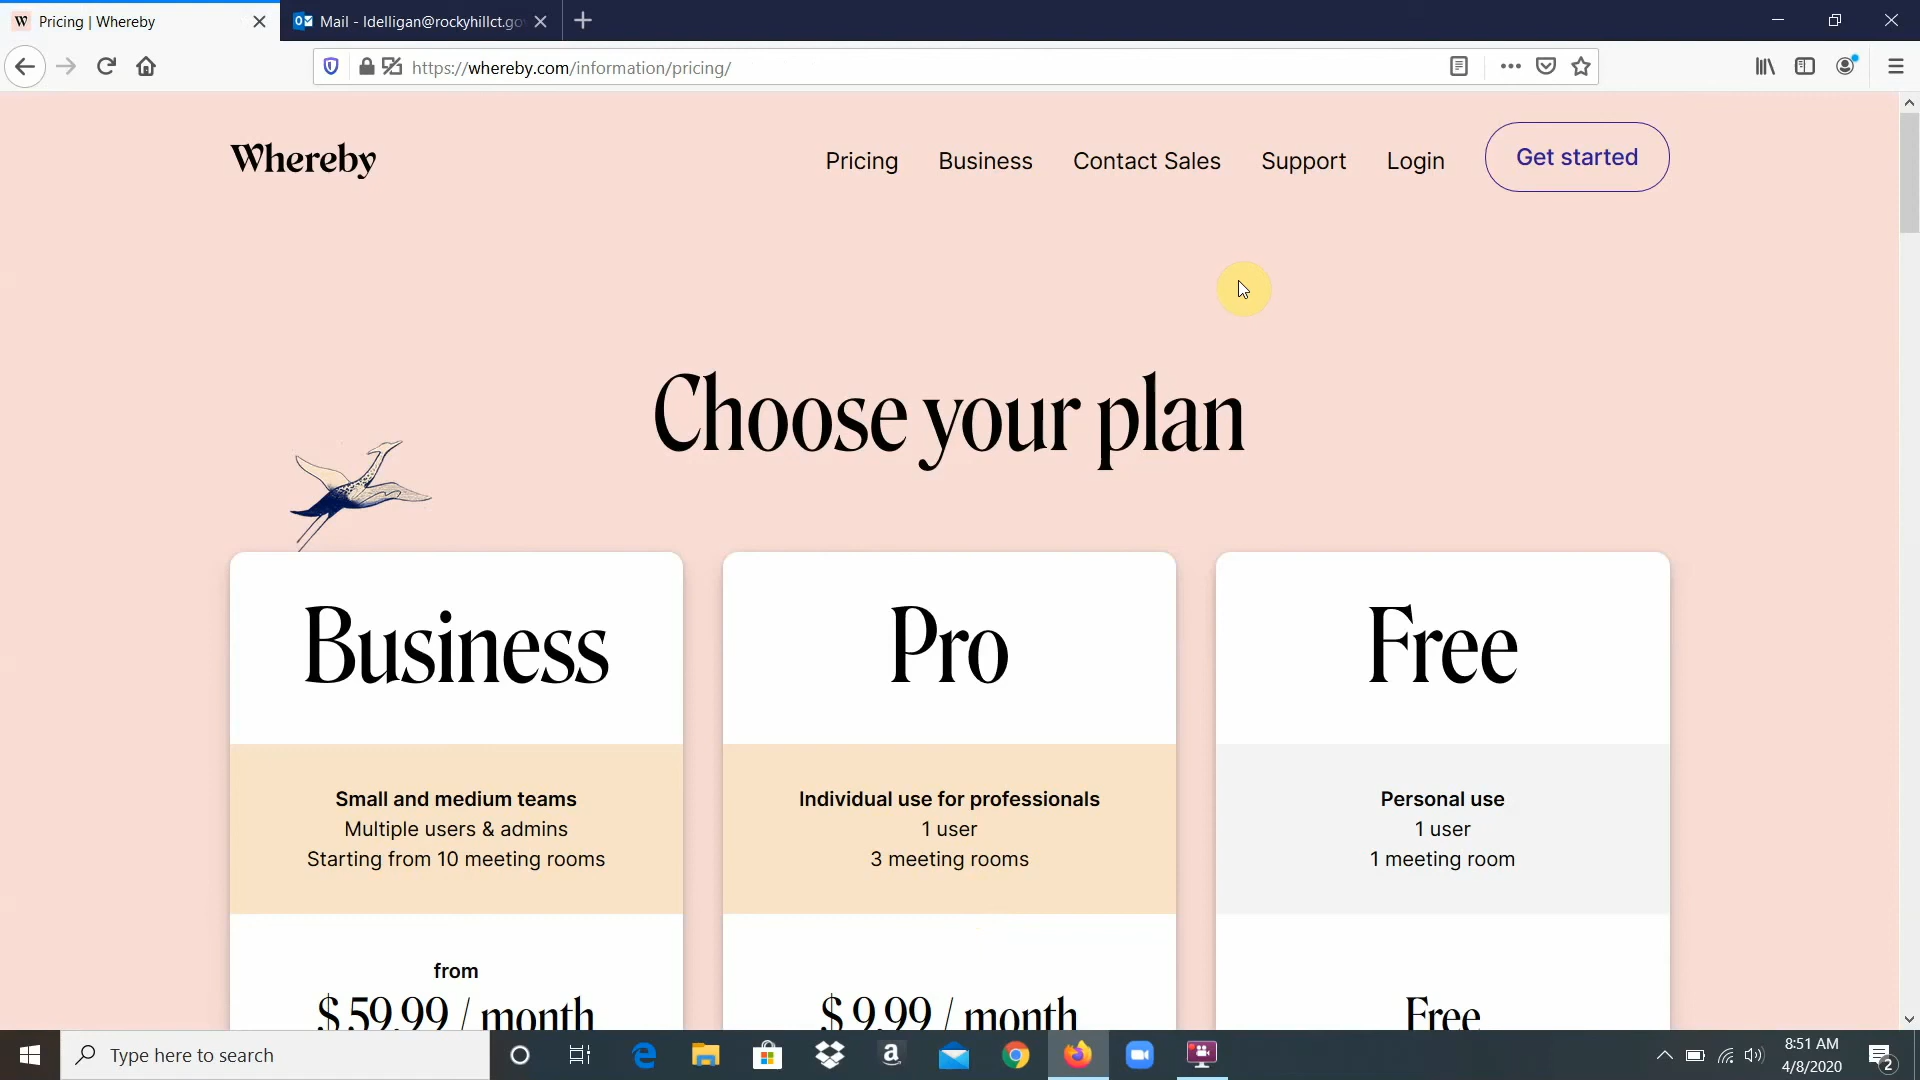 Pricing | Whereby
Mail - ldelligan@rockyhillct.go
https://whereby.com/information/pricing/
Whereby
Pricing
Business
Contact Sales
Support
Login
Get started
Choose your plan
Business
Small and medium teams
Multiple users & admins
Starting from 10 meeting rooms
from
$ 59.99 / month
Pro
Individual use for professionals
1 user
3 meeting rooms
$ 9.99 / month
Free
Personal use
1 user
1 meeting room
Free
Type here to search
8:51 AM
4/8/2020
2